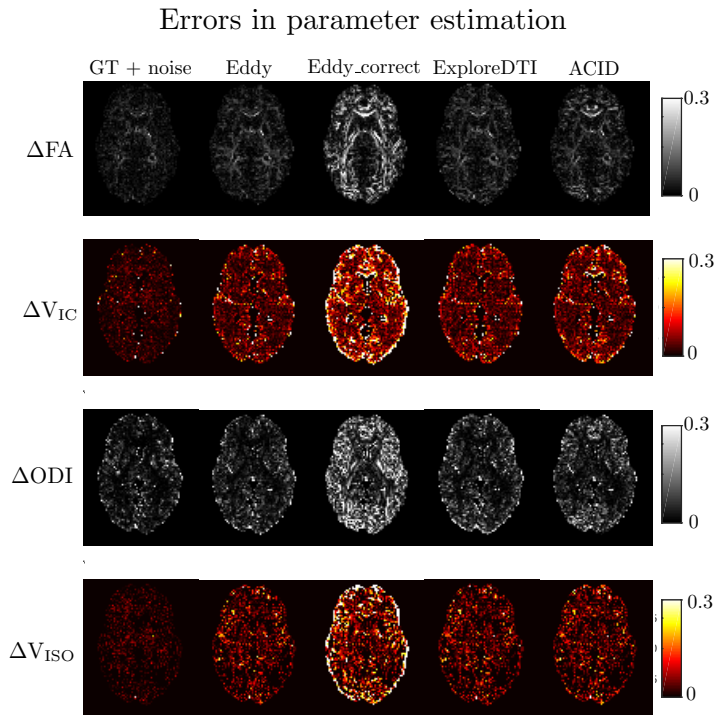 Errors in parameter estimation
GT + noise Eddy Eddy_correct ExploreDTI ACID
ΔFA
0.3
0
ΔV_IC
0.3
0
ΔODI
0.3
0
ΔV_ISO
0.3
0